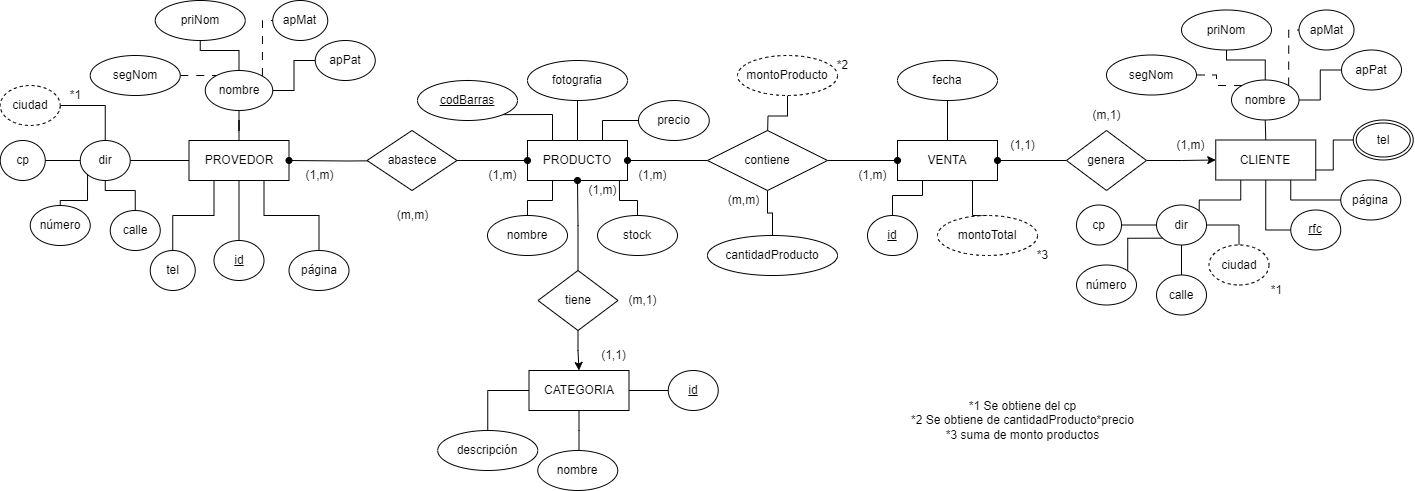 priNom
apMat
segNom
apPat
nombre
ciudad
*1
cp
dir
número
calle
PROVEDOR
(1,m)
tel
id
página
abastece
(m,m)
codBarras
fotografia
precio
(1,m)
PRODUCTO
(1,m)
(1,m)
nombre
stock
tiene
(m,1)
(1,1)
CATEGORIA
id
descripción
nombre
montoProducto
*2
contiene
(m,m)
cantidadProducto
fecha
(1,m)
VENTA
(1,1)
id
montoTotal
*3
(m,1)
genera
(1,m)
priNom
apMat
segNom
apPat
nombre
CLIENTE
tel
página
rfc
cp
dir
número
calle
ciudad
*1
*1 Se obtiene del cp
*2 Se obtiene de cantidadProducto*precio
*3 suma de monto productos